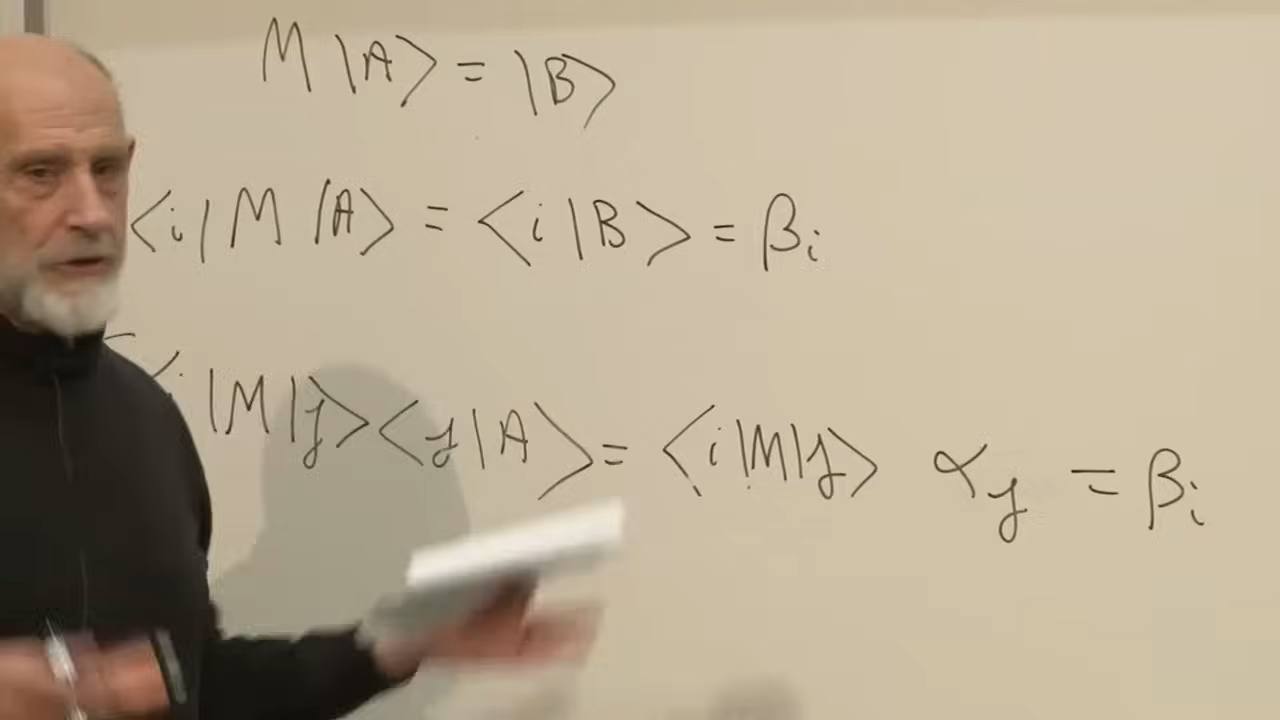 M |A⟩ = |B⟩
⟨i| M |A⟩ = ⟨i|B⟩ = βi
⟨i|M|j⟩⟨j|A⟩ = ⟨i|M|j⟩ αj = βi